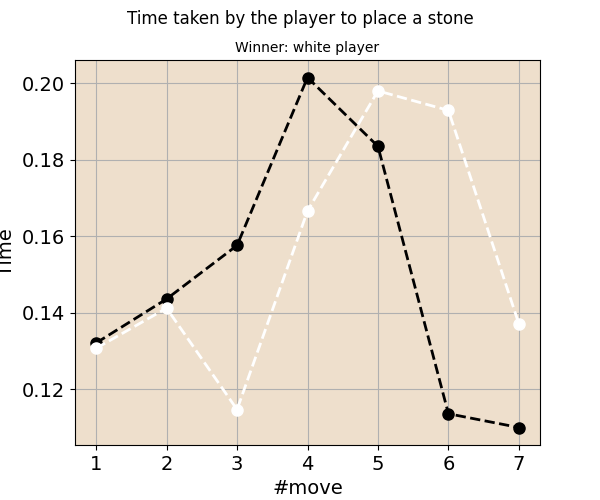 Time taken by the player to place a stone
Winner: white player
0.20
0.18
0.16
0.14
0.12
Time
1 2 3 4 5 6 7
#move